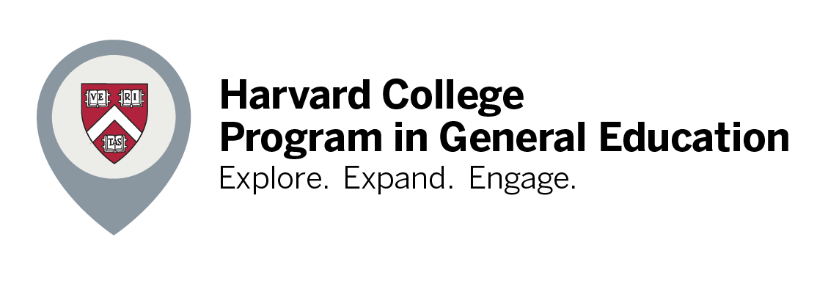 VE RI
TAS
Harvard College
Program in General Education
Explore. Expand. Engage.